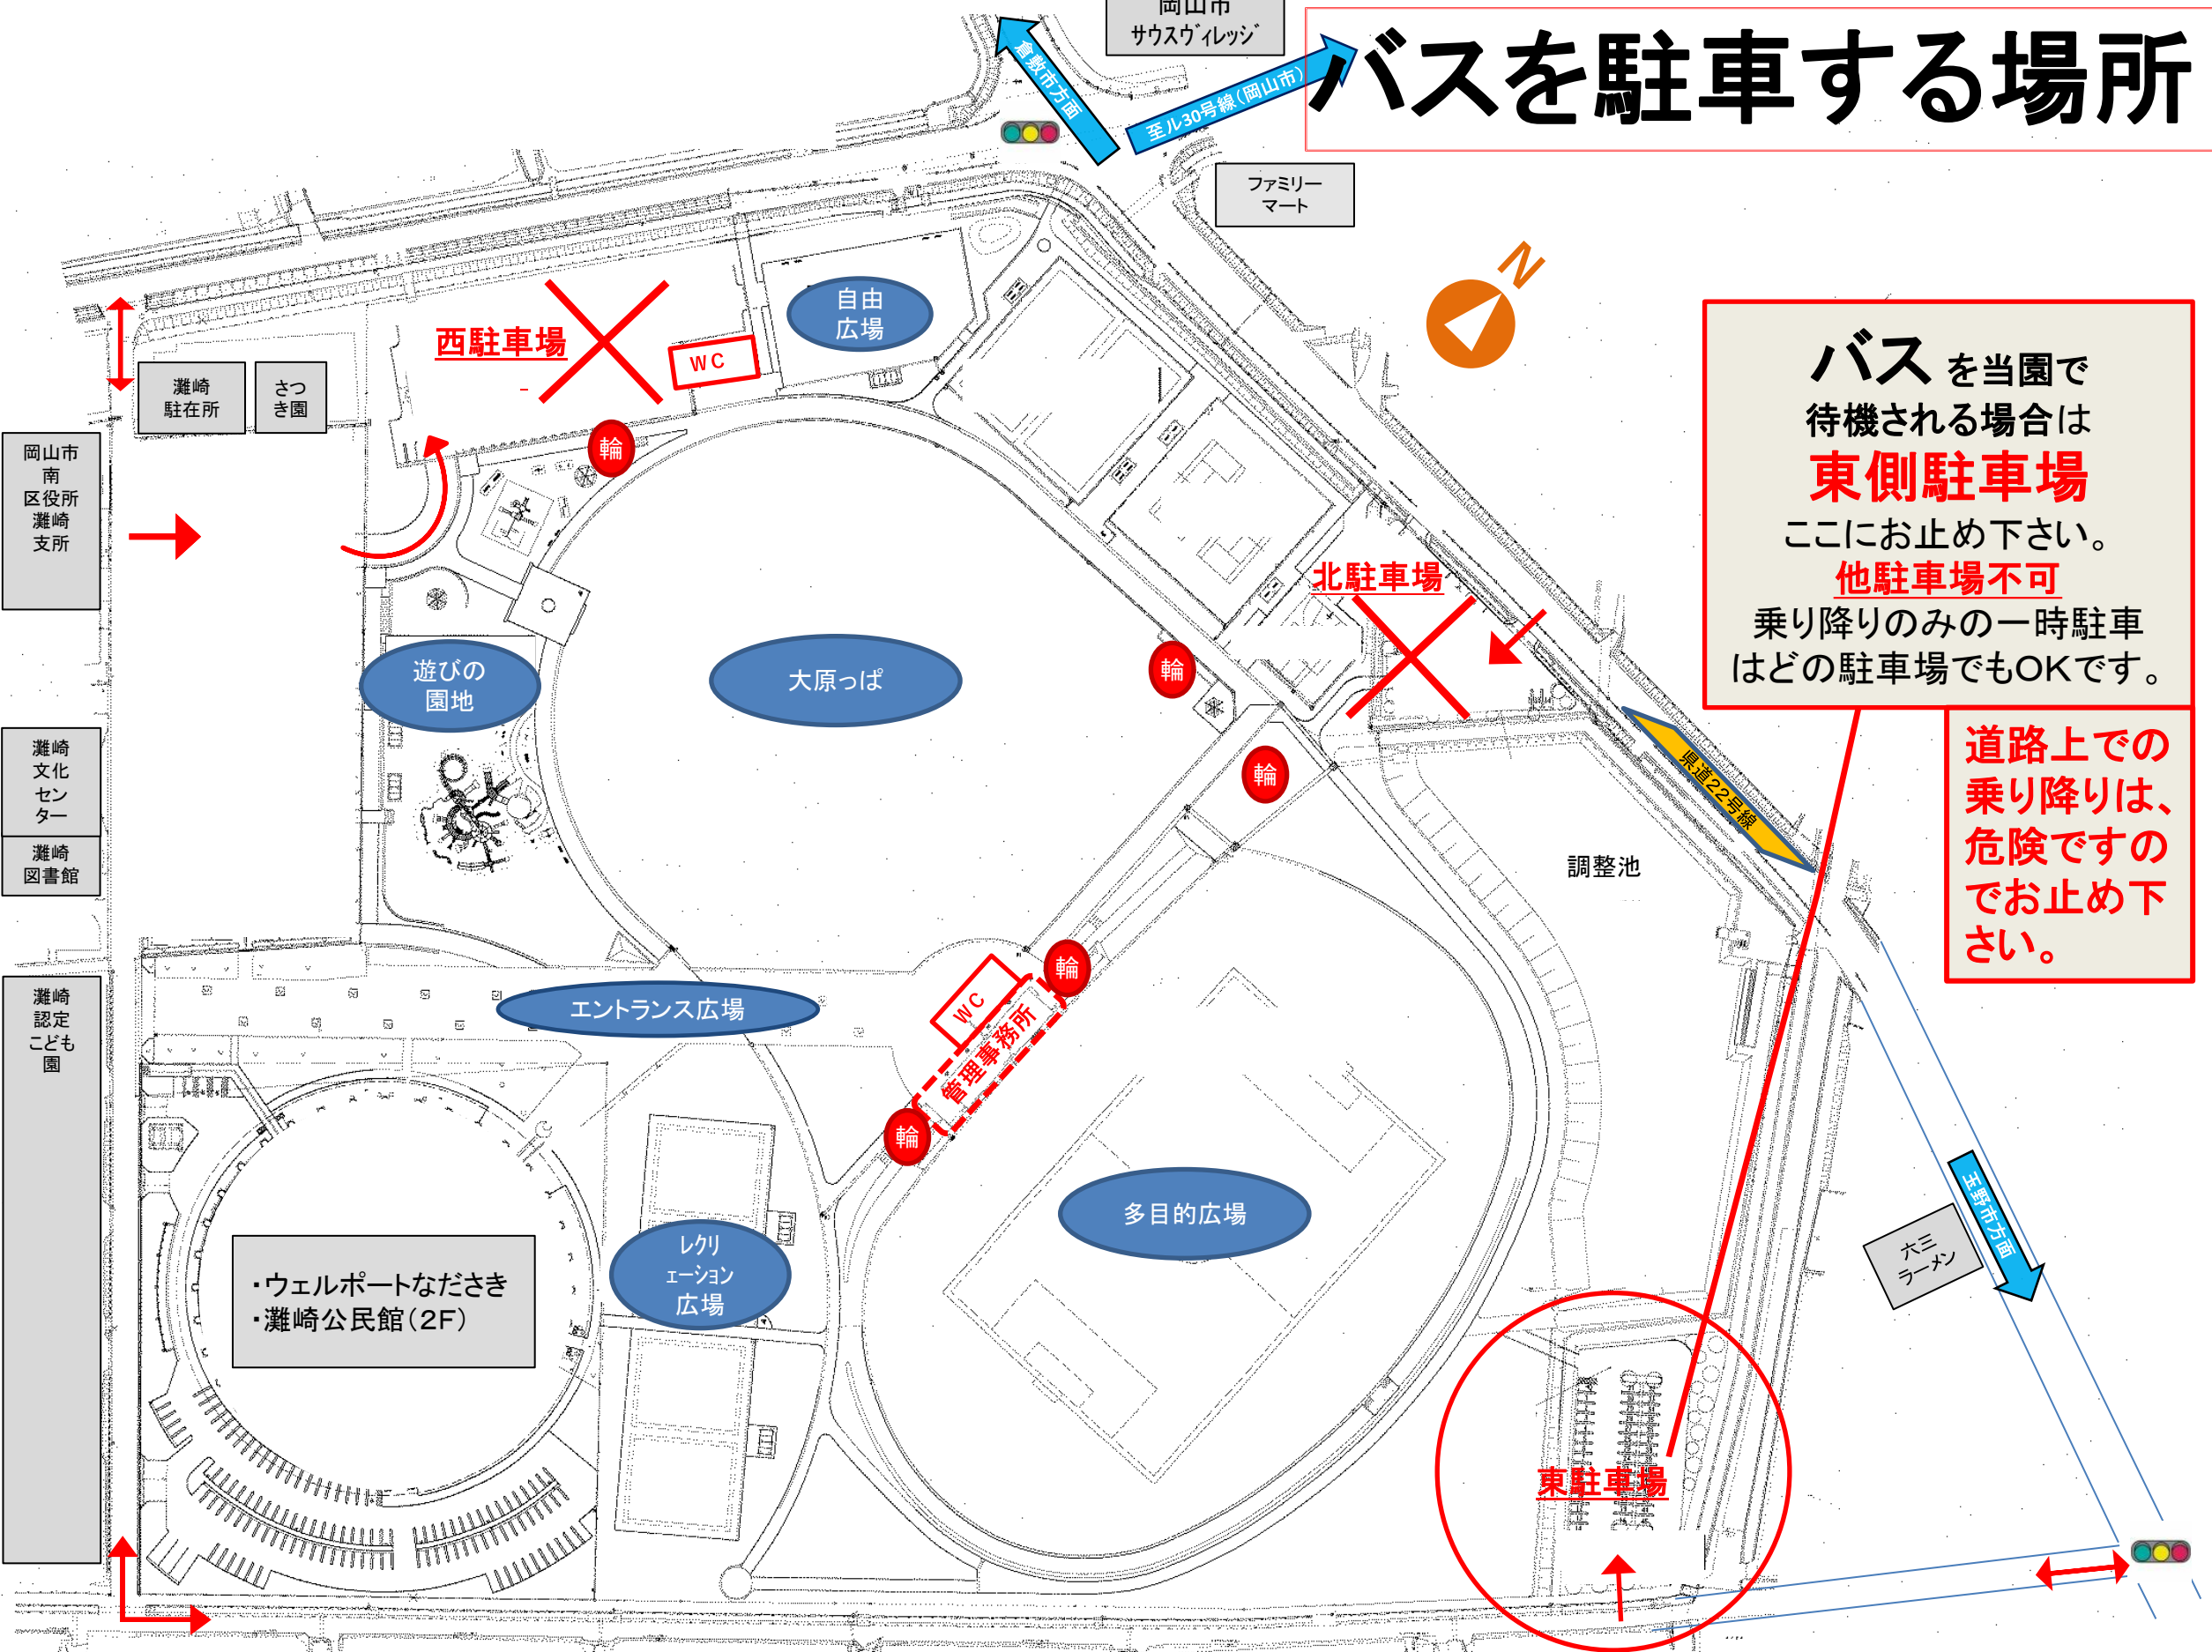 岡山市
サウスヴィレッジ
バスを駐車する場所
倉敷市方面
至ル30号線(岡山市)
ファミリー
マート
N
自由
広場
西駐車場
WC
灘崎
駐在所
さつ
き園
輪
岡山市
南
区役所
灘崎
支所
バスを当園で
待機される場合は
東側駐車場
ここにお止め下さい。
他駐車場不可
乗り降りのみの一時駐車
はどの駐車場でもOKです。
北駐車場
輪
遊びの
園地
大原っぱ
輪
県道22号線
道路上での
乗り降りは、
危険ですの
でお止め下
さい。
灘崎
文化
セン
ター
灘崎
図書館
調整池
輪
WC
管理事務所
エントランス広場
灘崎
認定
こども
園
輪
多目的広場
玉野市方面
六三
ラーメン
・ウェルポートなださき
・灘崎公民館(2F)
レクリ
エーション
広場
東駐車場